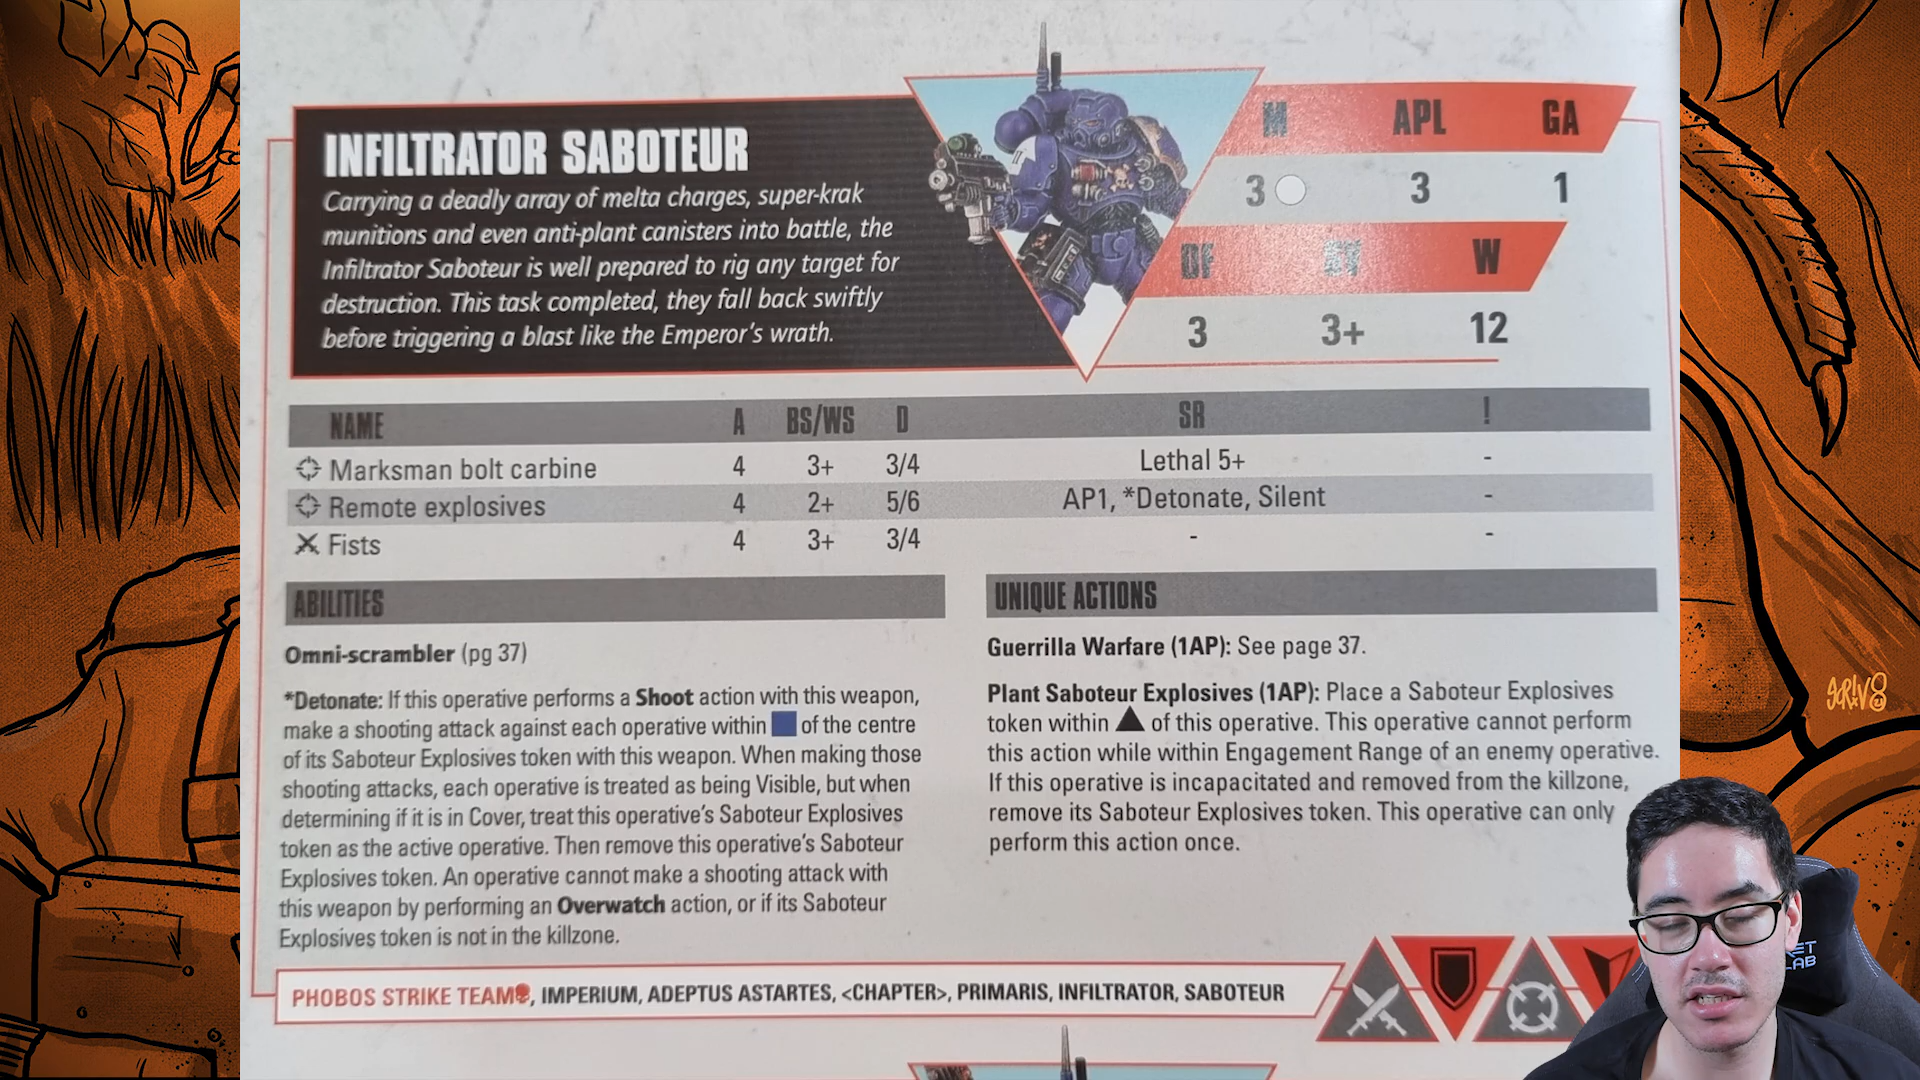 INFILTRATOR SABOTEUR
Carrying a deadly array of melta charges, super-krak
munitions and even anti-plant canisters into battle, the
Infiltrator Saboteur is well prepared to rig any target for
destruction. This task completed, they fall back swiftly
before triggering a blast like the Emperor's wrath.
M APL GA
3 3 1
DF SV W
3 3+ 12
NAME A BS/WS D SR !
Marksman bolt carbine 4 3+ 3/4 Lethal 5+ -
Remote explosives 4 2+ 5/6 AP1, *Detonate, Silent -
Fists 4 3+ 3/4 - -
ABILITIES
Omni-scrambler (pg 37)
*Detonate: If this operative performs a Shoot action with this weapon,
make a shooting attack against each operative within of the centre
of its Saboteur Explosives token with this weapon. When making those
shooting attacks, each operative is treated as being Visible, but when
determining if it is in Cover, treat this operative's Saboteur Explosives
token as the active operative. Then remove this operative's Saboteur
Explosives token. An operative cannot make a shooting attack with
this weapon by performing an Overwatch action, or if its Saboteur
Explosives token is not in the killzone.
UNIQUE ACTIONS
Guerrilla Warfare (1AP): See page 37.
Plant Saboteur Explosives (1AP): Place a Saboteur Explosives
token within of this operative. This operative cannot perform
this action while within Engagement Range of an enemy operative.
If this operative is incapacitated and removed from the killzone,
remove its Saboteur Explosives token. This operative can only
perform this action once.
PHOBOS STRIKE TEAM, IMPERIUM, ADEPTUS ASTARTES, <CHAPTER>, PRIMARIS, INFILTRATOR, SABOTEUR